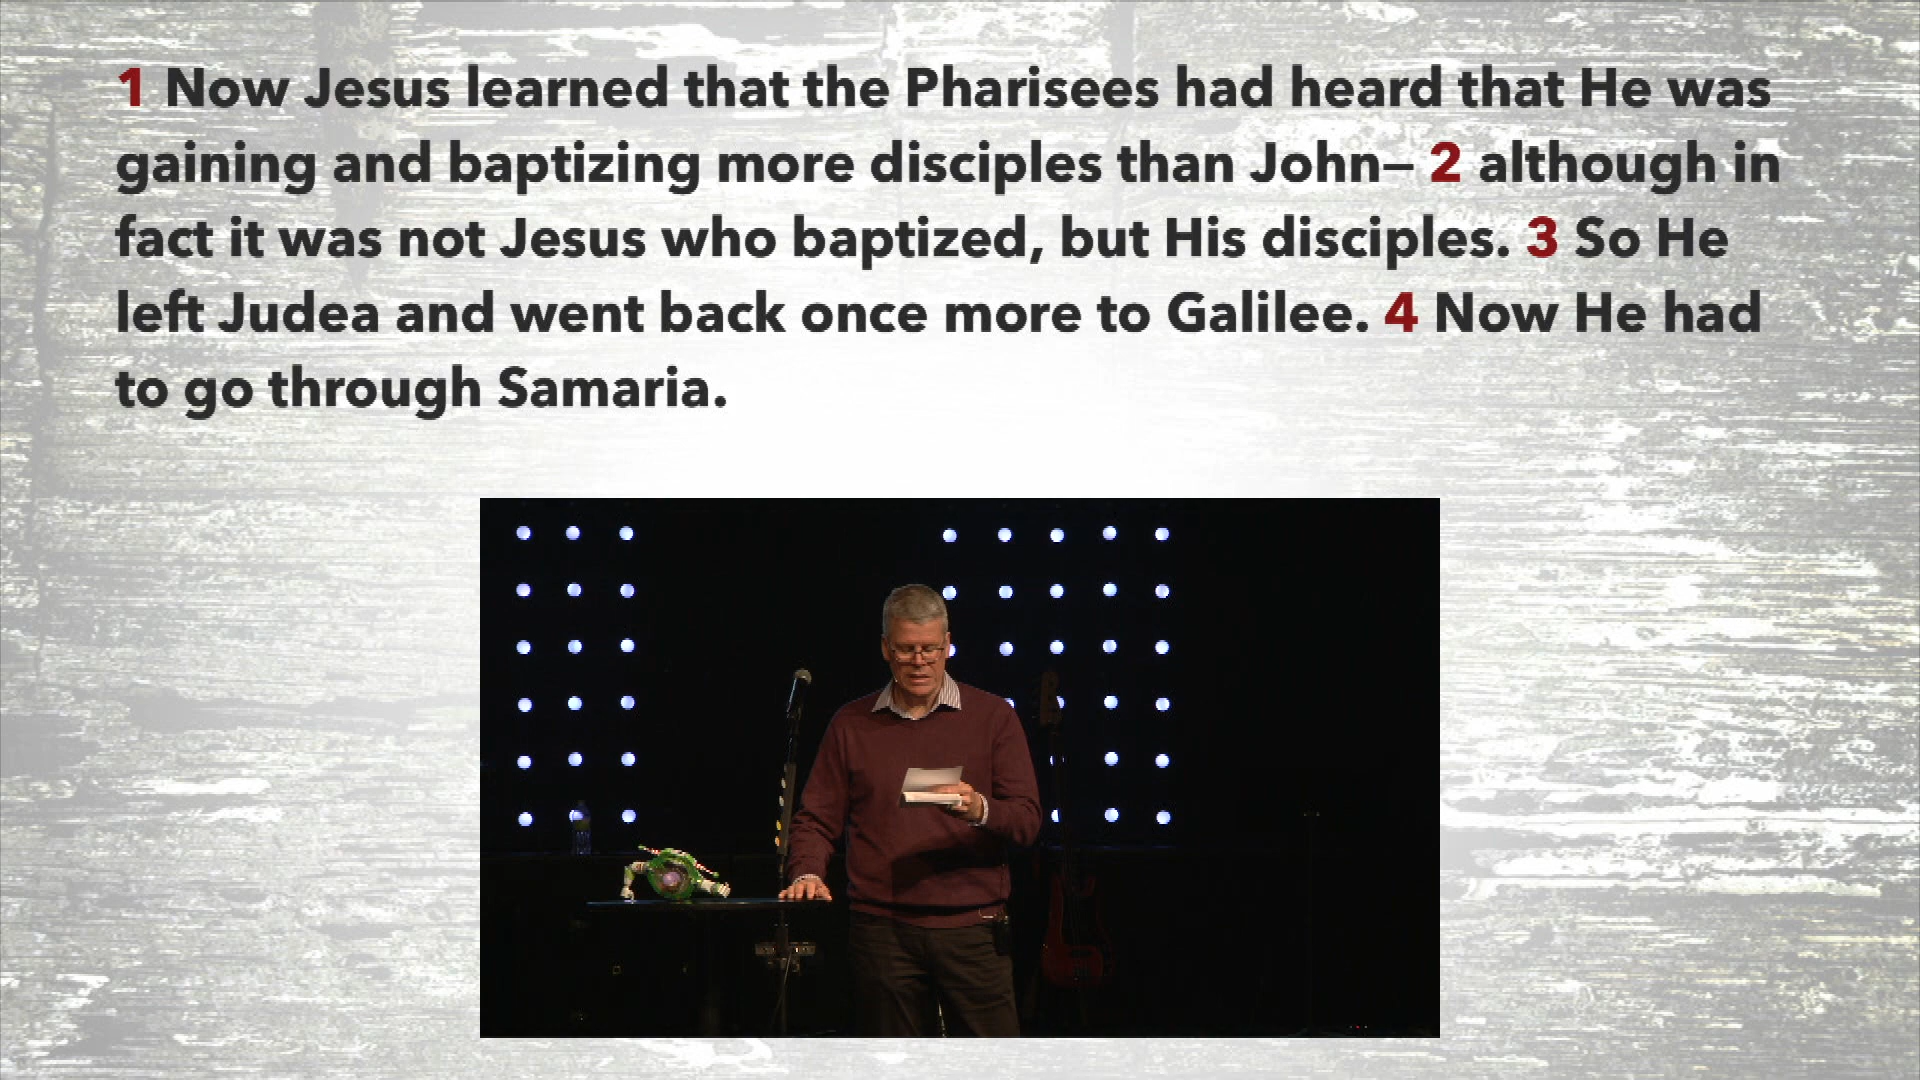 1 Now Jesus learned that the Pharisees had heard that He was
gaining and baptizing more disciples than John– 2 although in
fact it was not Jesus who baptized, but His disciples. 3 So He
left Judea and went back once more to Galilee. 4 Now He had
to go through Samaria.